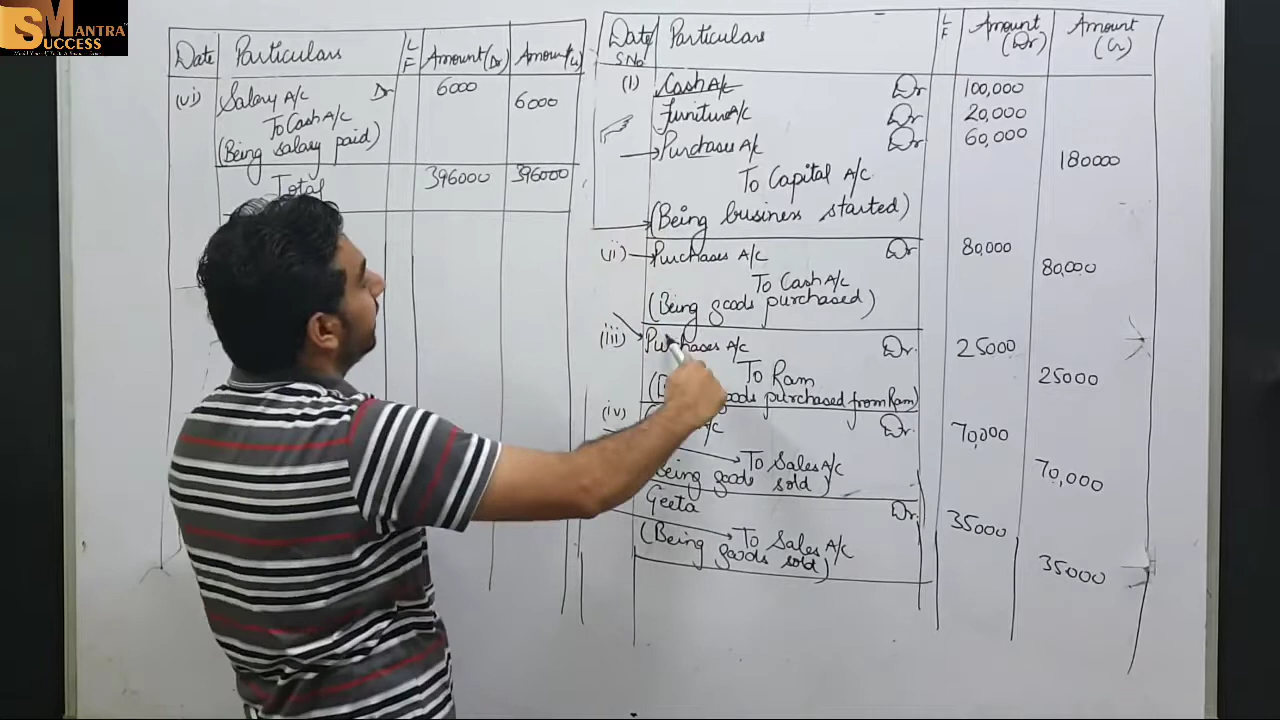 SMANTRA
SUCCESS
Date Particulars L F Amount (Dr) Amount (Cr)
(vi) Salary A/c Dr 6000
To Cash A/c 6000
(Being salary paid)
Total 396000 396000
Date S.No Particulars L F Amount (Dr) Amount (Cr)
(i) Cash A/c Dr 100,000
Furniture A/c Dr 20,000
Purchases A/c Dr 60,000
To Capital A/c 180000
(Being business started)
(ii) Purchases A/c Dr 80,000
To Cash A/c 80,000
(Being goods purchased)
(iii) Purchases A/c Dr. 25000
To Ram 25000
goods purchased from Ram)
(iv) A/c Dr. 70,000
To Sales A/c 70,000
Being goods sold)
Geeta Dr. 35000
To Sales A/c 35000
(Being goods sold)